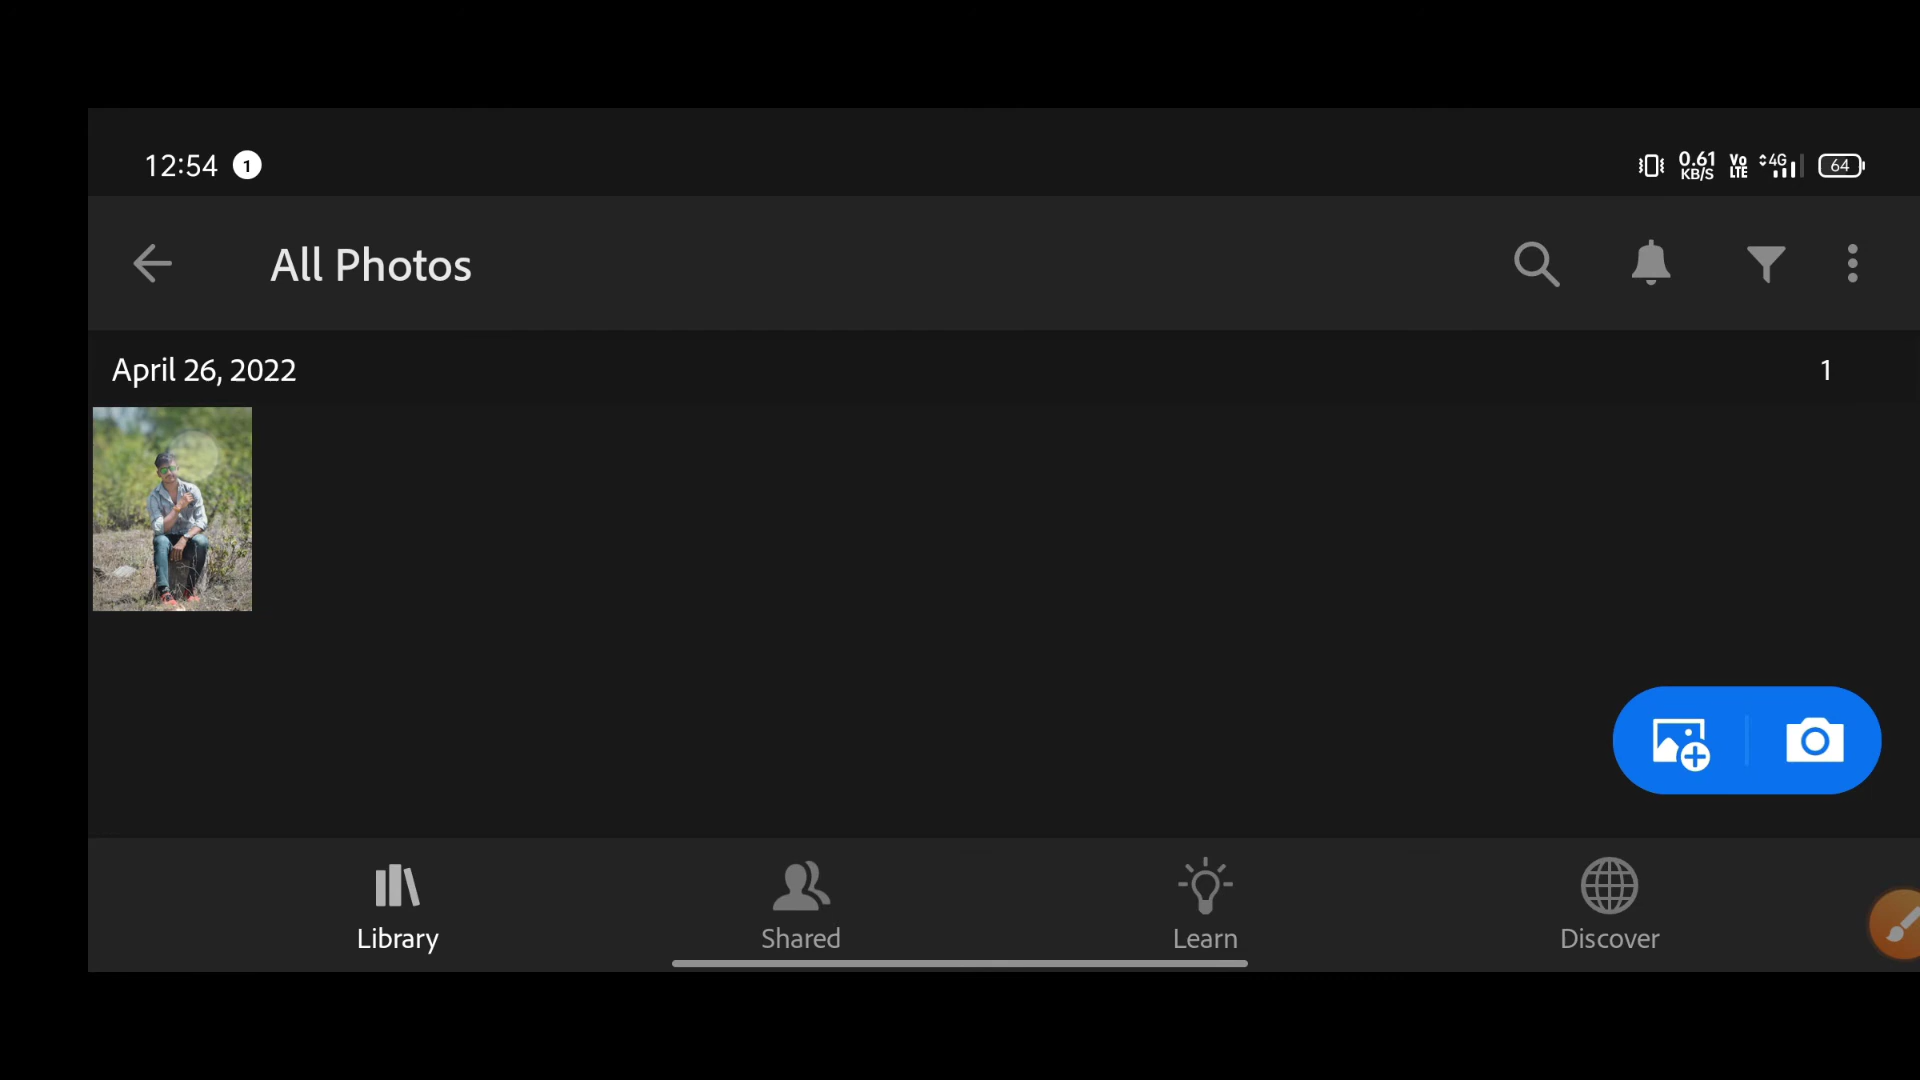 12:54 1 0.61 KB/S Vo LTE 4G 64
All Photos
April 26, 2022 1
Library Shared Learn Discover